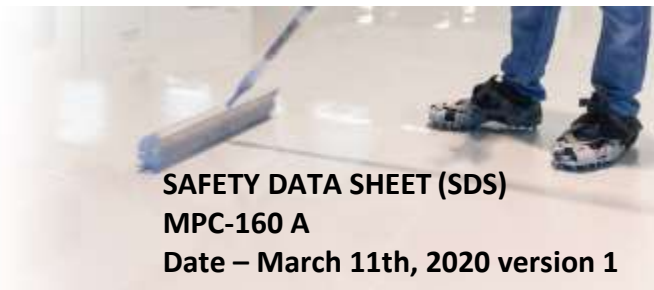 SAFETY DATA SHEET (SDS)
MPC-160 A
Date – March 11th, 2020 version 1